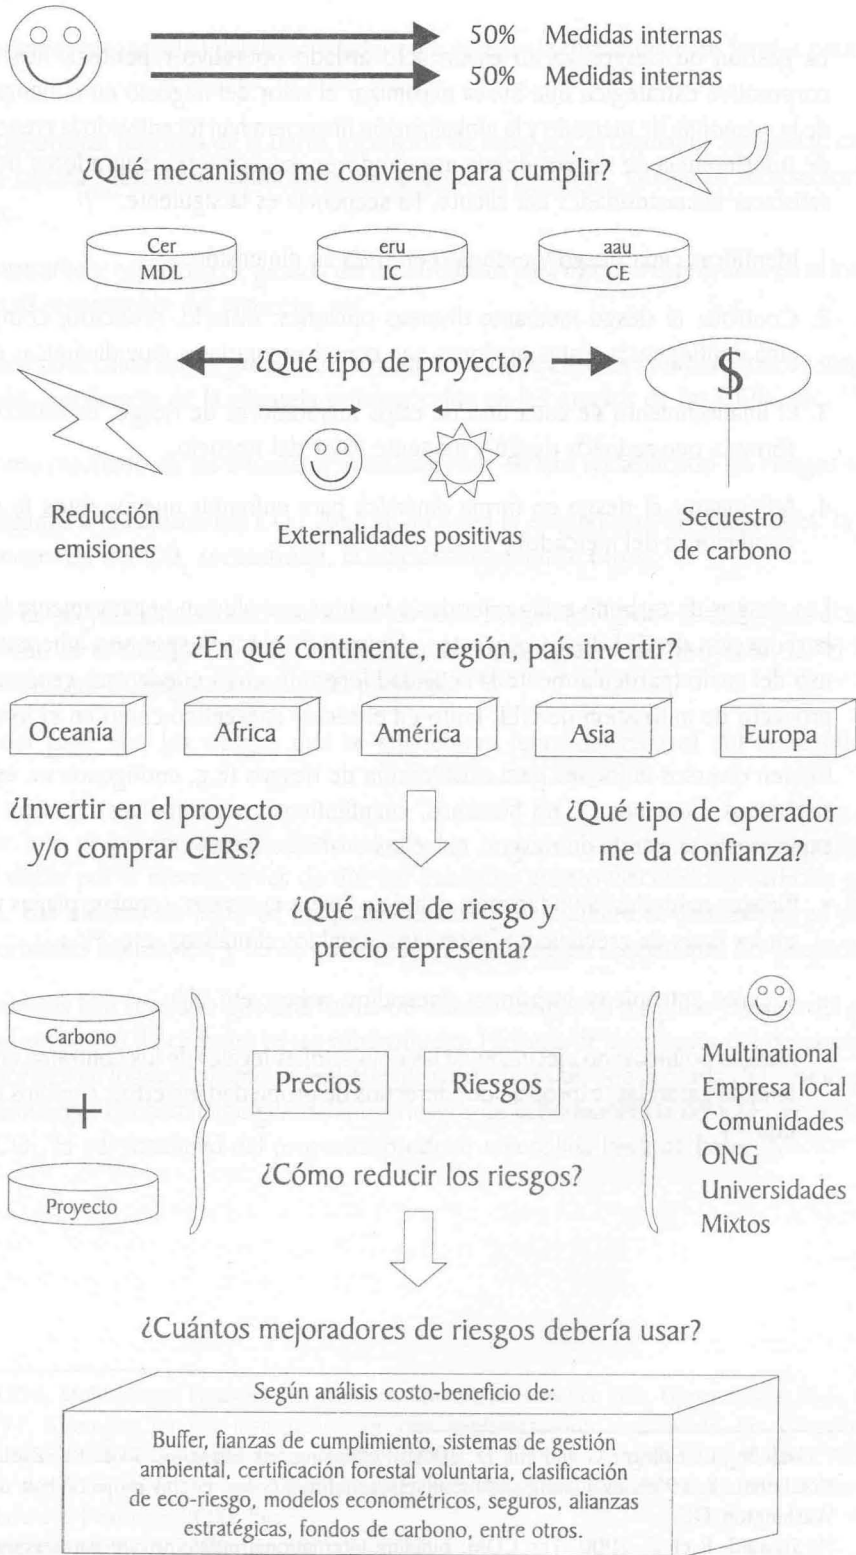 50% Medidas internas
50% Medidas internas
¿Qué mecanismo me conviene para cumplir?
Cer
MDL
eru
IC
aau
CE
¿Qué tipo de proyecto?
$
Reducción
emisiones
Externalidades positivas
Secuestro
de carbono
¿En qué continente, región, país invertir?
Oceanía
Africa
América
Asia
Europa
¿Invertir en el proyecto
y/o comprar CERs?
¿Qué tipo de operador
me da confianza?
¿Qué nivel de riesgo y
precio representa?
Carbono
+
Proyecto
Precios
Riesgos
¿Cómo reducir los riesgos?
Multinational
Empresa local
Comunidades
ONG
Universidades
Mixtos
¿Cuántos mejoradores de riesgos debería usar?
Según análisis costo-beneficio de:
Buffer, fianzas de cumplimiento, sistemas de gestión
ambiental, certificación forestal voluntaria, clasificación
de eco-riesgo, modelos econométricos, seguros, alianzas
estratégicas, fondos de carbono, entre otros.